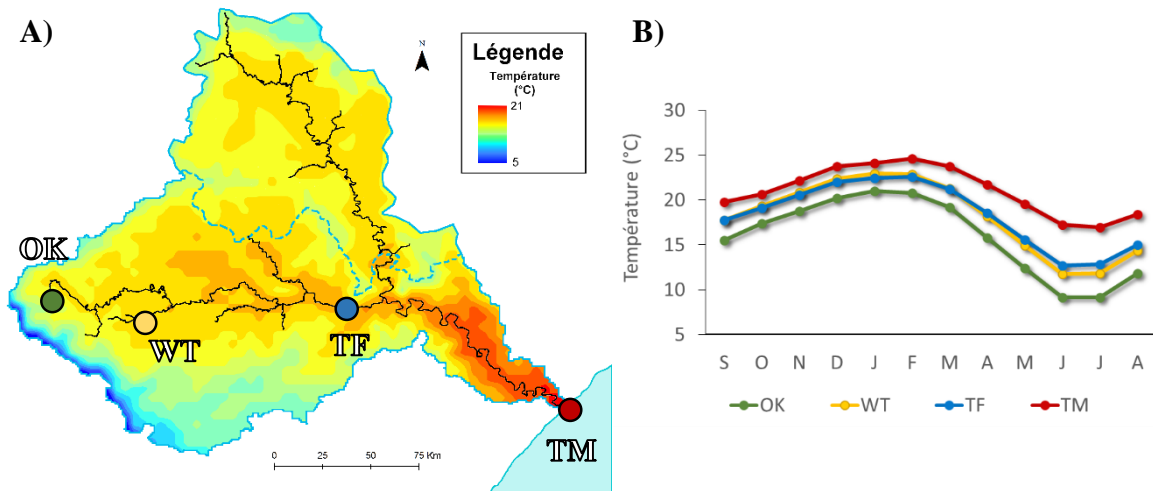 A)
N
Légende
Température
(°C)
21
5
OK
WT
TF
TM
0 25 50 75 Km
B)
Température (°C)
30
25
20
15
10
5
S O N D J F M A M J J A
OK WT TF TM